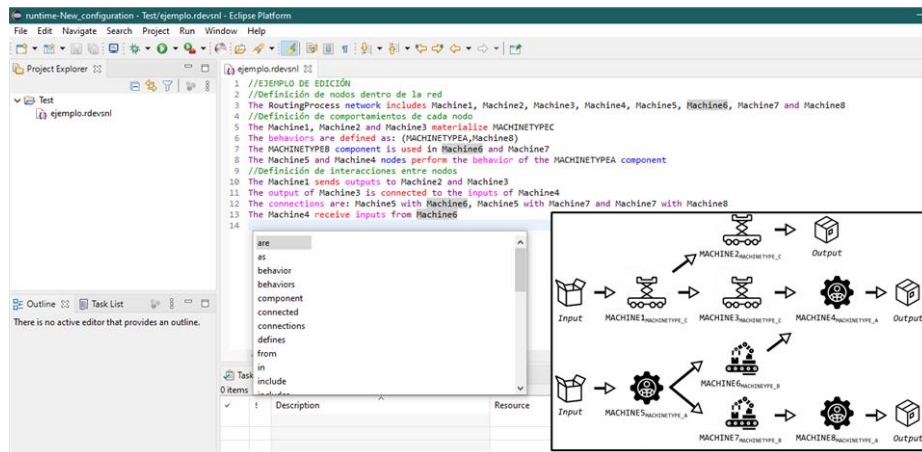 runtime-New_configuration - Test/ejemplo.rdevsnl - Eclipse Platform
File Edit Navigate Search Project Run Window Help
Project Explorer
Test
ejemplo.rdevsnl
ejemplo.rdevsnl
1 //EJEMPLO DE EDICIÓN
2 //Definición de nodos dentro de la red
3 The RoutingProcess network includes Machine1, Machine2, Machine3, Machine4, Machine5, Machine6, Machine7 and Machine8
4 //Definición de comportamientos de cada nodo
5 The Machine1, Machine2 and Machine3 materialize MACHINETYPEC
6 The behaviors are defined as: (MACHINETYPEA,Machine8)
7 The MACHINETYPEB component is used in Machine6 and Machine7
8 The Machine5 and Machine4 nodes perform the behavior of the MACHINETYPEA component
9 //Definición de interacciones entre nodos
10 The Machine1 sends outputs to Machine2 and Machine3
11 The output of Machine3 is connected to the inputs of Machine4
12 The connections are: Machine5 with Machine6, Machine5 with Machine7 and Machine7 with Machine8
13 The Machine4 receive inputs from Machine6
14
are
as
behavior
behaviors
component
connected
connections
defines
from
in
include
Outline Task List
There is no active editor that provides an outline.
Task
0 items
! Description Resource
MACHINE2MACHINETYPE_C Output
Input MACHINE1MACHINETYPE_C MACHINE3MACHINETYPE_C MACHINE4MACHINETYPE_A Output
MACHINE6MACHINETYPE_B
Input MACHINE5MACHINETYPE_A
MACHINE7MACHINETYPE_B MACHINE8MACHINETYPE_A Output